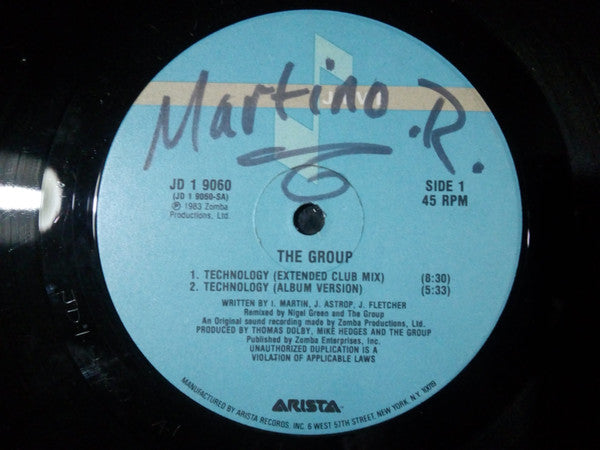 Martino .R.
JIVE
JD 1 9060
(JD 1 9060-SA)
℗ 1983 Zomba
Productions, Ltd.
SIDE 1
45 RPM
THE GROUP
1. TECHNOLOGY (EXTENDED CLUB MIX) (8:30)
2. TECHNOLOGY (ALBUM VERSION) (5:33)
WRITTEN BY I. MARTIN, J. ASTROP, J. FLETCHER
Remixed by Nigel Green and The Group
An Original sound recording made by Zomba Productions, Ltd.
PRODUCED BY THOMAS DOLBY, MIKE HEDGES AND THE GROUP
Published by Zomba Enterprises, Inc.
UNAUTHORIZED DUPLICATION IS A
VIOLATION OF APPLICABLE LAWS
ARISTA
MANUFACTURED BY ARISTA RECORDS, INC. 6 WEST 57TH STREET, NEW YORK, N.Y. 10019